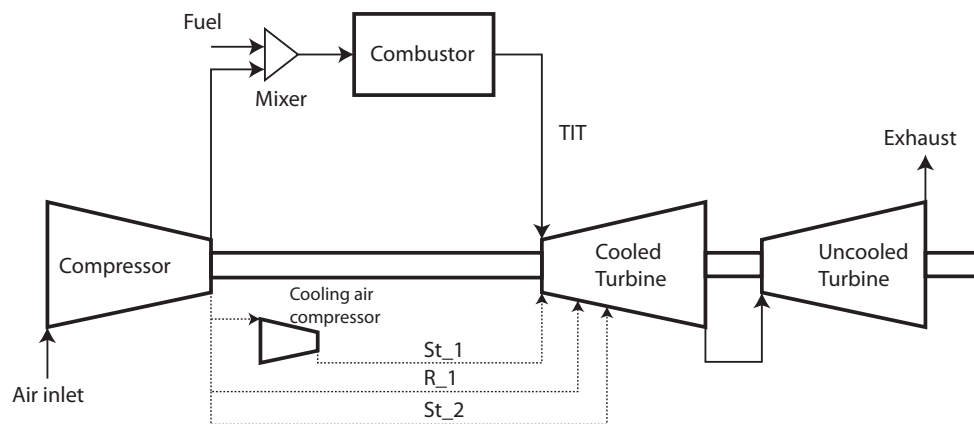 Fuel
Mixer
Combustor
TIT
Exhaust
Compressor
Cooled
Turbine
Uncooled
Turbine
Cooling air
compressor
St_1
R_1
St_2
Air inlet